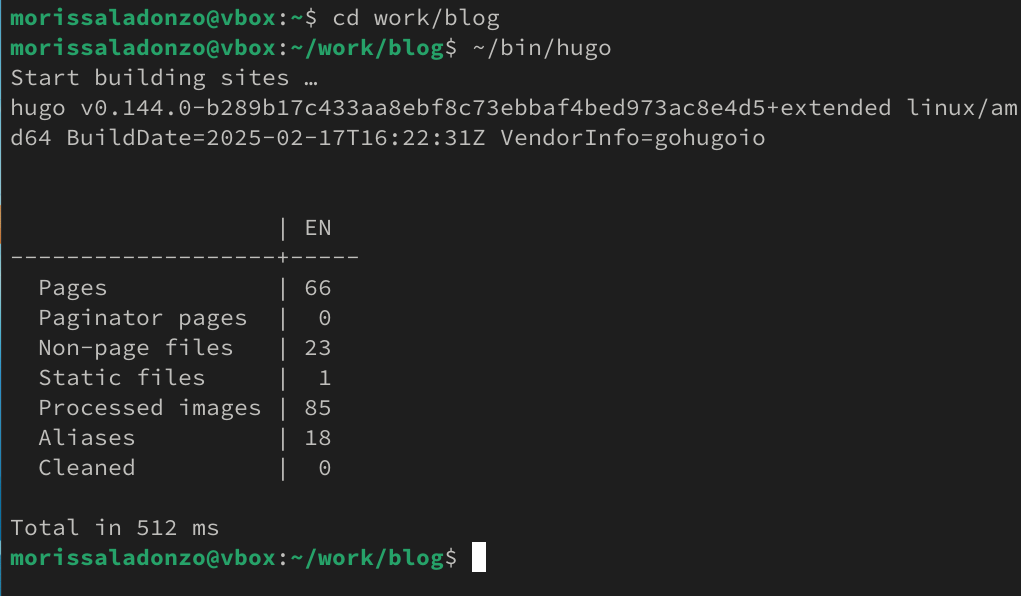 morissaladonzo@vbox:~$ cd work/blog
morissaladonzo@vbox:~/work/blog$ ~/bin/hugo
Start building sites …
hugo v0.144.0-b289b17c433aa8ebf8c73ebbaf4bed973ac8e4d5+extended linux/am
d64 BuildDate=2025-02-17T16:22:31Z VendorInfo=gohugoio
                   | EN
-------------------+-----
  Pages            | 66
  Paginator pages  |  0
  Non-page files   | 23
  Static files     |  1
  Processed images | 85
  Aliases          | 18
  Cleaned          |  0
Total in 512 ms
morissaladonzo@vbox:~/work/blog$